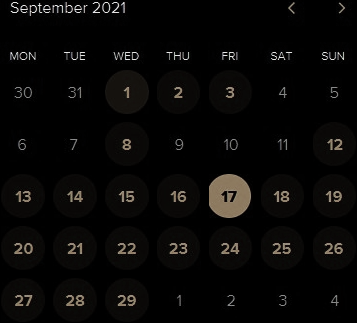 September 2021
MON TUE WED THU FRI SAT SUN
30 31 1 2 3 4 5
6 7 8 9 10 11 12
13 14 15 16 17 18 19
20 21 22 23 24 25 26
27 28 29 1 2 3 4